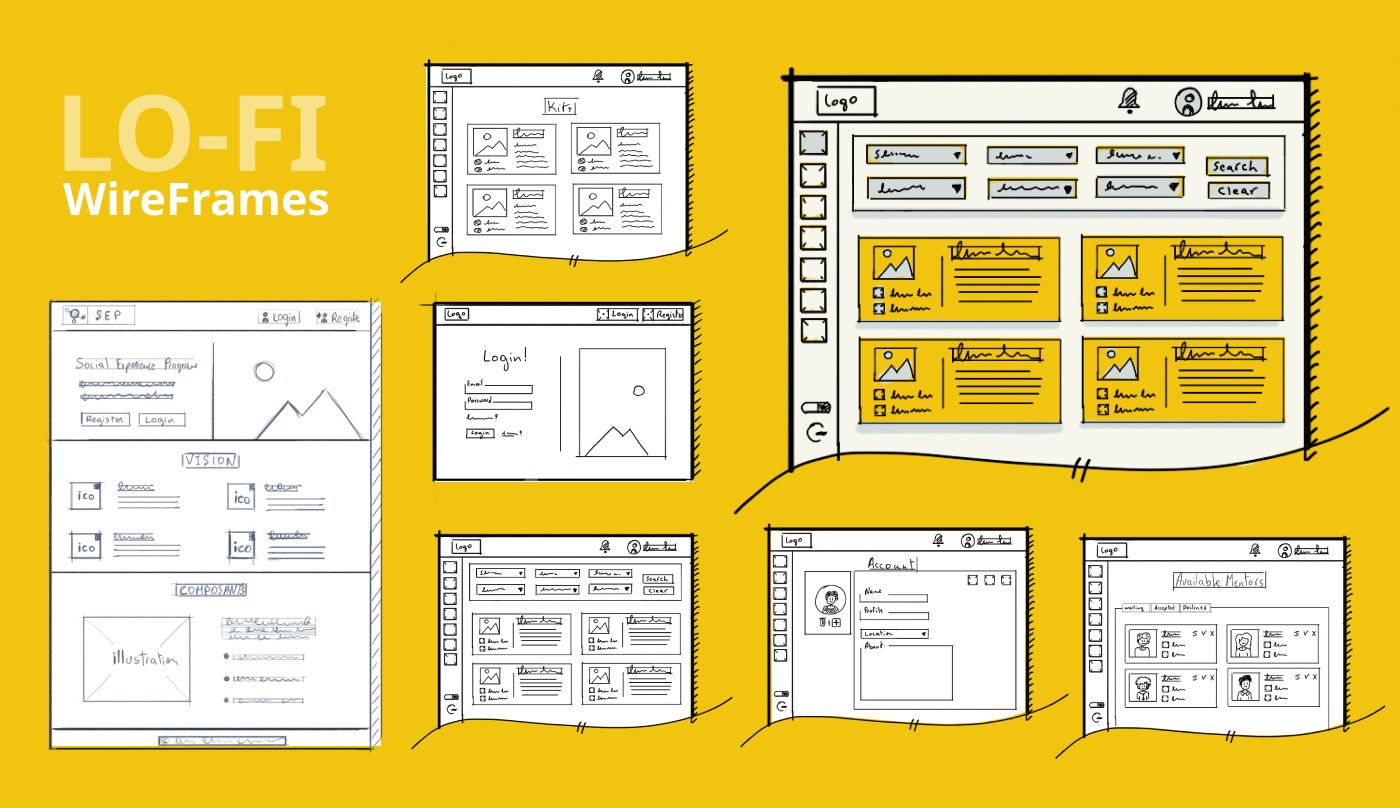 LO-FI
WireFrames
Logo
Kits
Logo
Search
Clear
SEP
Login
Registe
Social Experience Program
Register
Login
VISION
ico
ico
ico
ico
COMPOSANTS
illustration
Logo
Login
Registe
Login!
Email
Password
Login
Logo
Search
Clear
Logo
Account
Name
Profile
Location
About
Logo
Available Mentors
waiting
Accepted
Declined
S V X
S V X
S V X
S V X